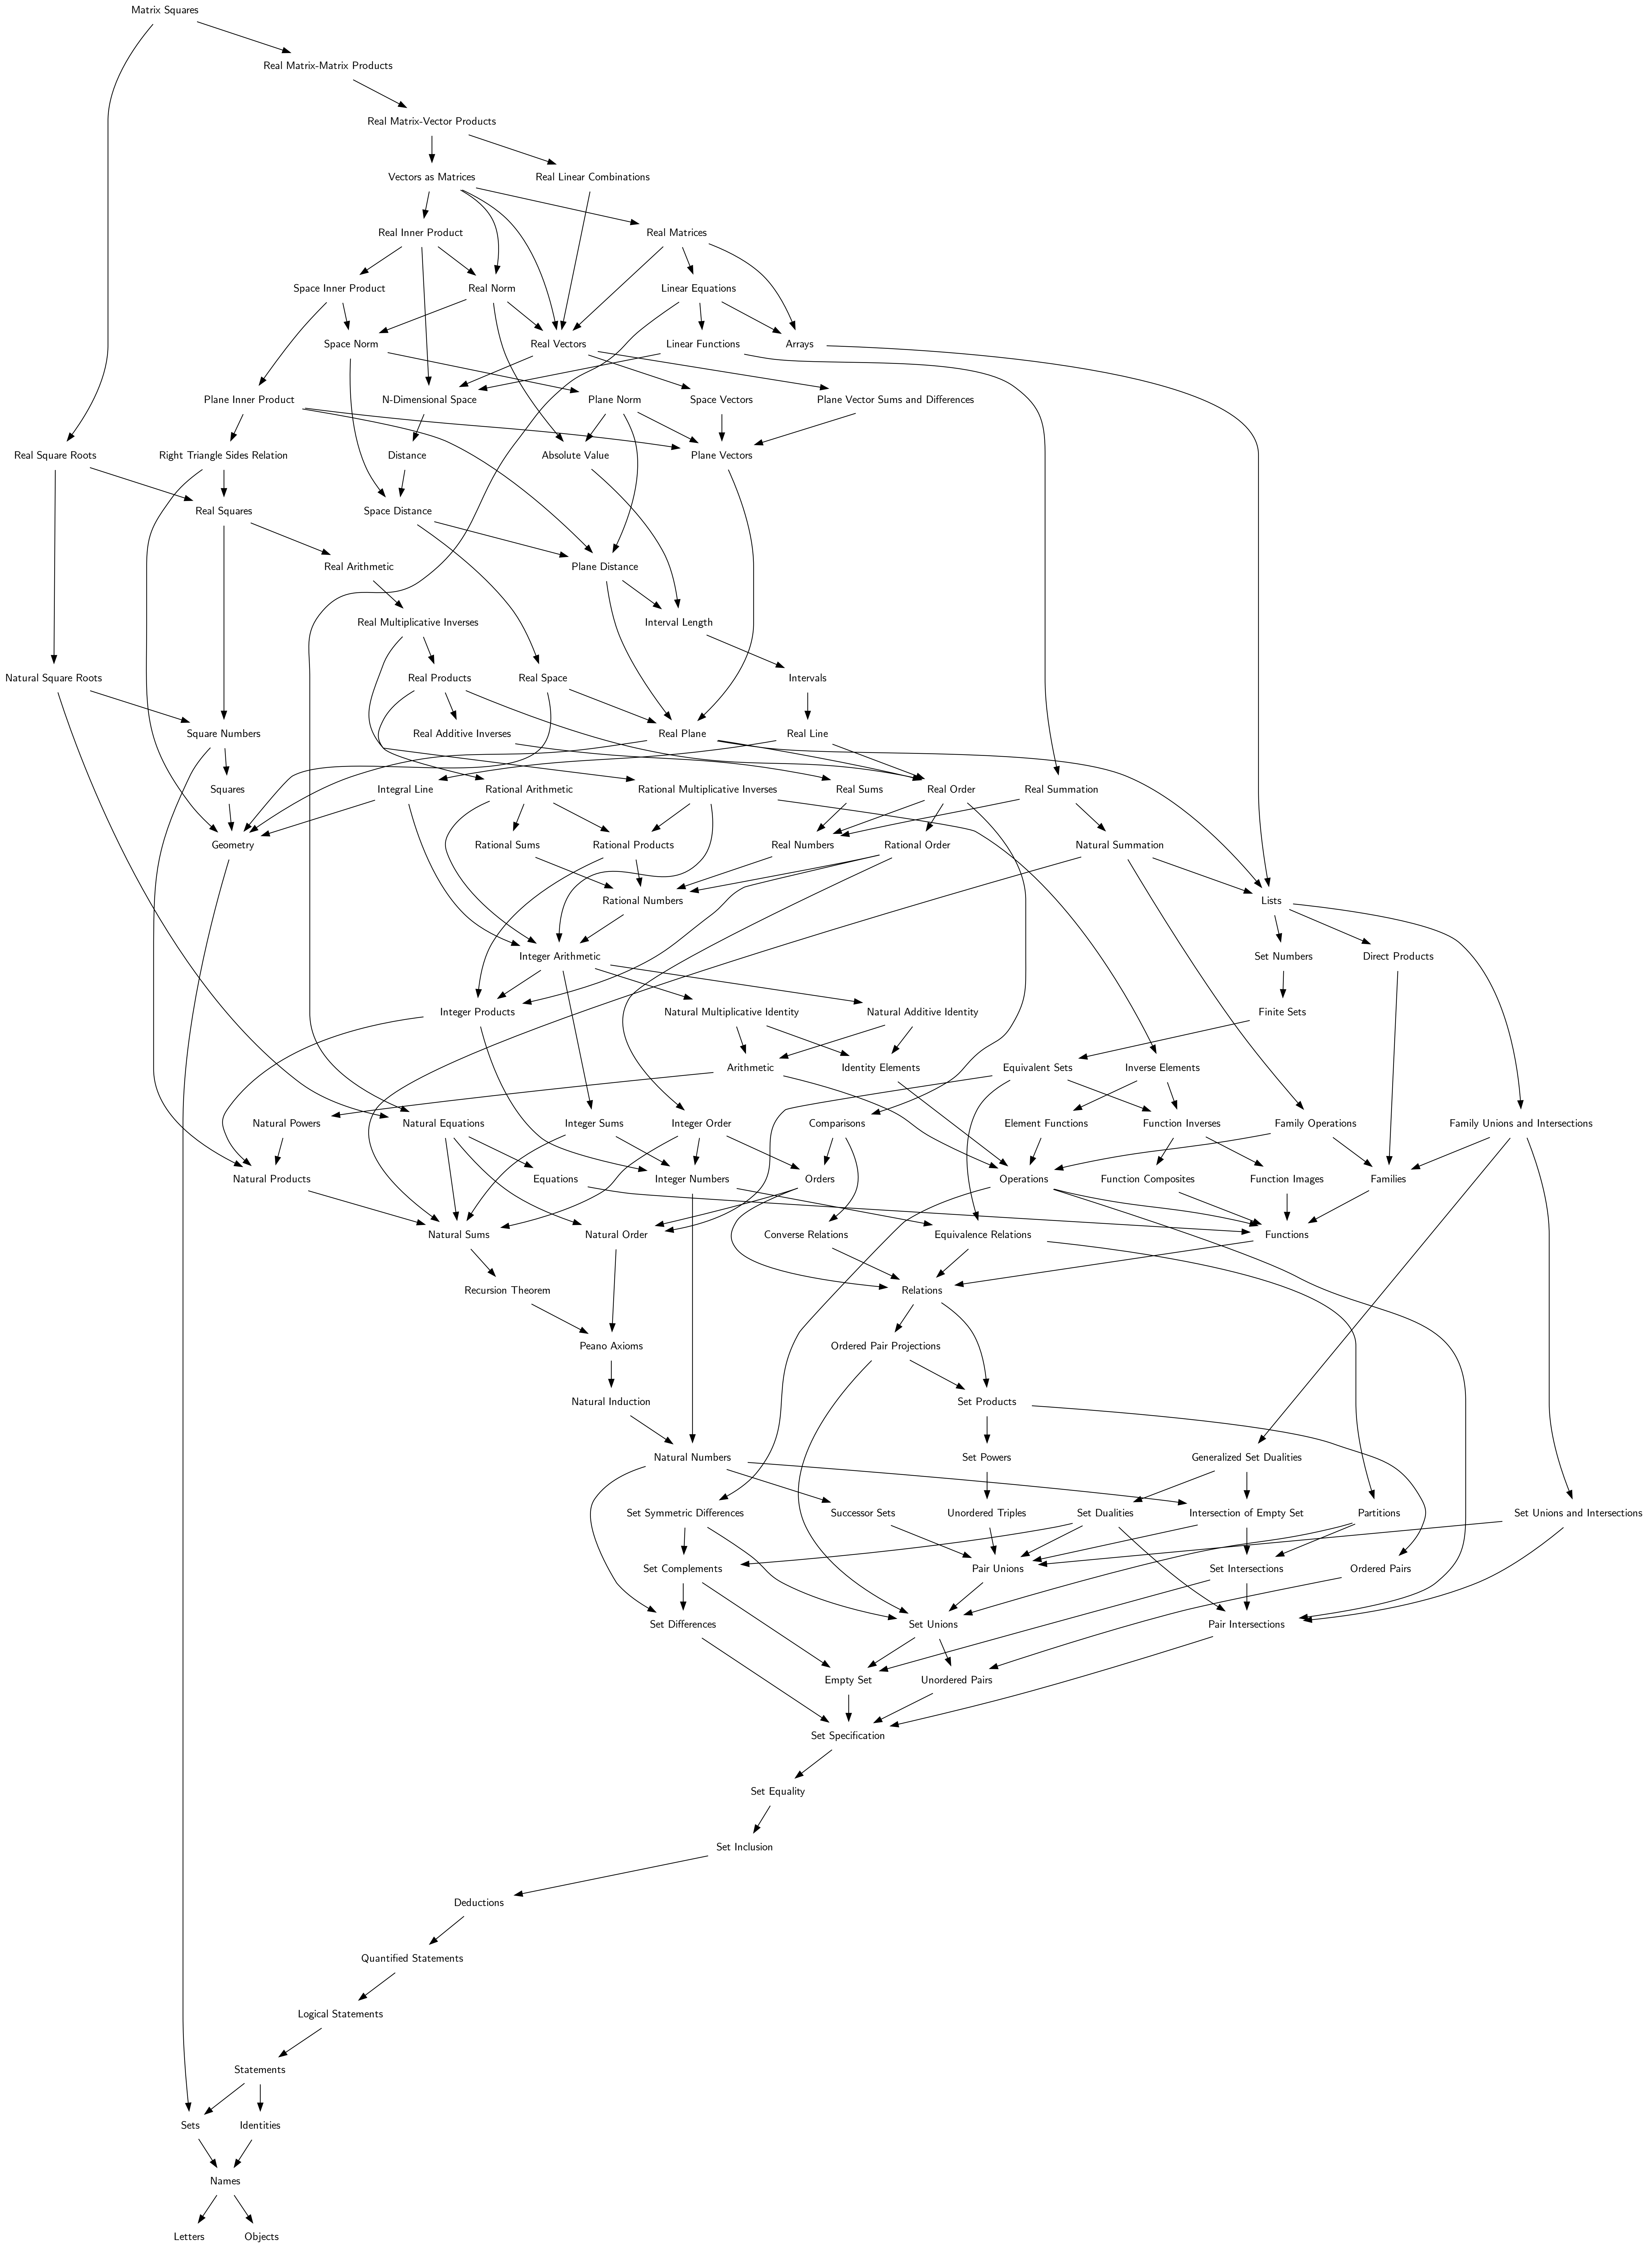 Matrix Squares
Real Matrix-Matrix Products
Real Matrix-Vector Products
Vectors as Matrices
Real Linear Combinations
Real Inner Product
Real Matrices
Space Inner Product
Real Norm
Linear Equations
Space Norm
Real Vectors
Linear Functions
Arrays
Plane Inner Product
N-Dimensional Space
Plane Norm
Space Vectors
Plane Vector Sums and Differences
Real Square Roots
Right Triangle Sides Relation
Distance
Absolute Value
Plane Vectors
Real Squares
Space Distance
Real Arithmetic
Plane Distance
Real Multiplicative Inverses
Interval Length
Natural Square Roots
Real Products
Real Space
Intervals
Square Numbers
Real Additive Inverses
Real Plane
Real Line
Squares
Integral Line
Rational Arithmetic
Rational Multiplicative Inverses
Real Sums
Real Order
Real Summation
Geometry
Rational Sums
Rational Products
Real Numbers
Rational Order
Natural Summation
Rational Numbers
Lists
Integer Arithmetic
Set Numbers
Direct Products
Integer Products
Natural Multiplicative Identity
Natural Additive Identity
Finite Sets
Arithmetic
Identity Elements
Equivalent Sets
Inverse Elements
Natural Powers
Natural Equations
Integer Sums
Integer Order
Comparisons
Element Functions
Function Inverses
Family Operations
Family Unions and Intersections
Natural Products
Equations
Integer Numbers
Orders
Operations
Function Composites
Function Images
Families
Natural Sums
Natural Order
Converse Relations
Equivalence Relations
Functions
Recursion Theorem
Relations
Peano Axioms
Ordered Pair Projections
Natural Induction
Set Products
Natural Numbers
Set Powers
Generalized Set Dualities
Set Symmetric Differences
Successor Sets
Unordered Triples
Set Dualities
Intersection of Empty Set
Partitions
Set Unions and Intersections
Set Complements
Pair Unions
Set Intersections
Ordered Pairs
Set Differences
Set Unions
Pair Intersections
Empty Set
Unordered Pairs
Set Specification
Set Equality
Set Inclusion
Deductions
Quantified Statements
Logical Statements
Statements
Sets
Identities
Names
Letters
Objects